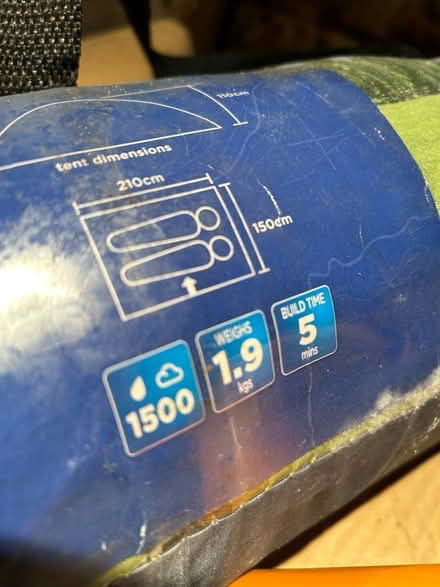 110cm
tent dimensions
210cm
150cm
1500
WEIGHS
1.9
kgs
BUILD TIME
5
mins